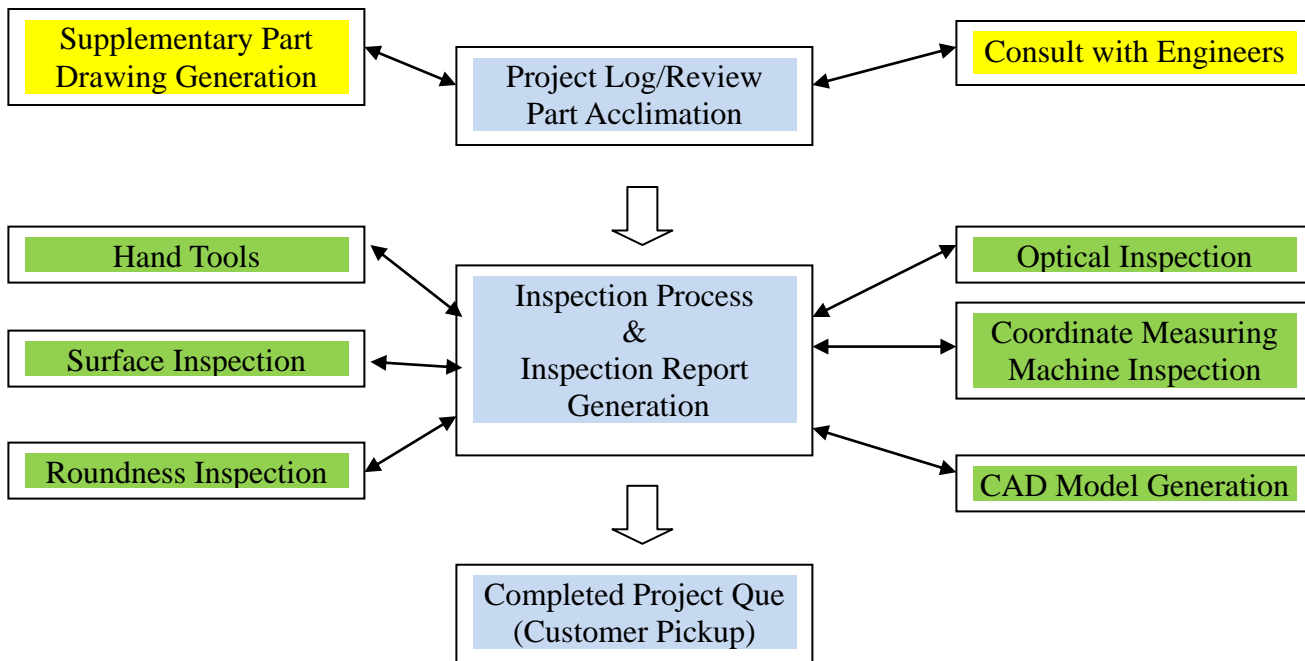 Supplementary Part
Drawing Generation
Project Log/Review
Part Acclimation
Consult with Engineers
Hand Tools
Surface Inspection
Roundness Inspection
Inspection Process
&
Inspection Report
Generation
Optical Inspection
Coordinate Measuring
Machine Inspection
CAD Model Generation
Completed Project Que
(Customer Pickup)